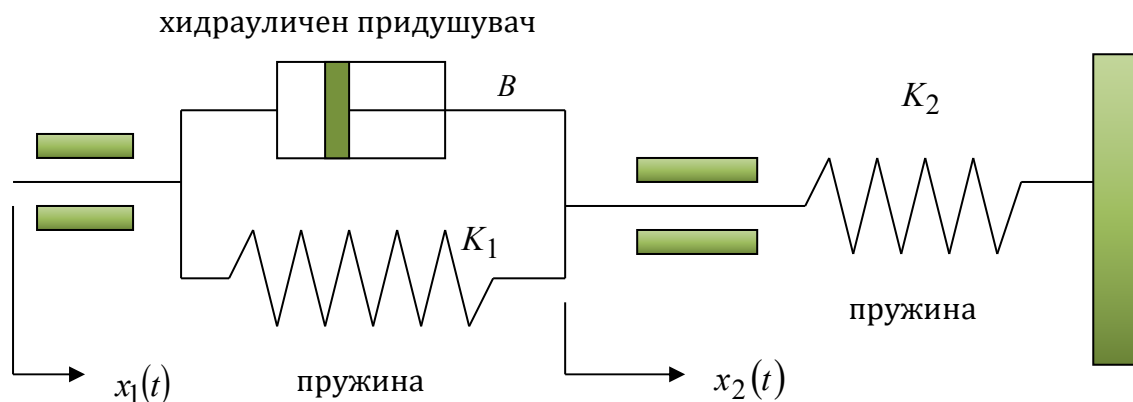 хидрауличен придушувач
B
K₂
K₁
пружина
x₁(t)
пружина
x₂(t)